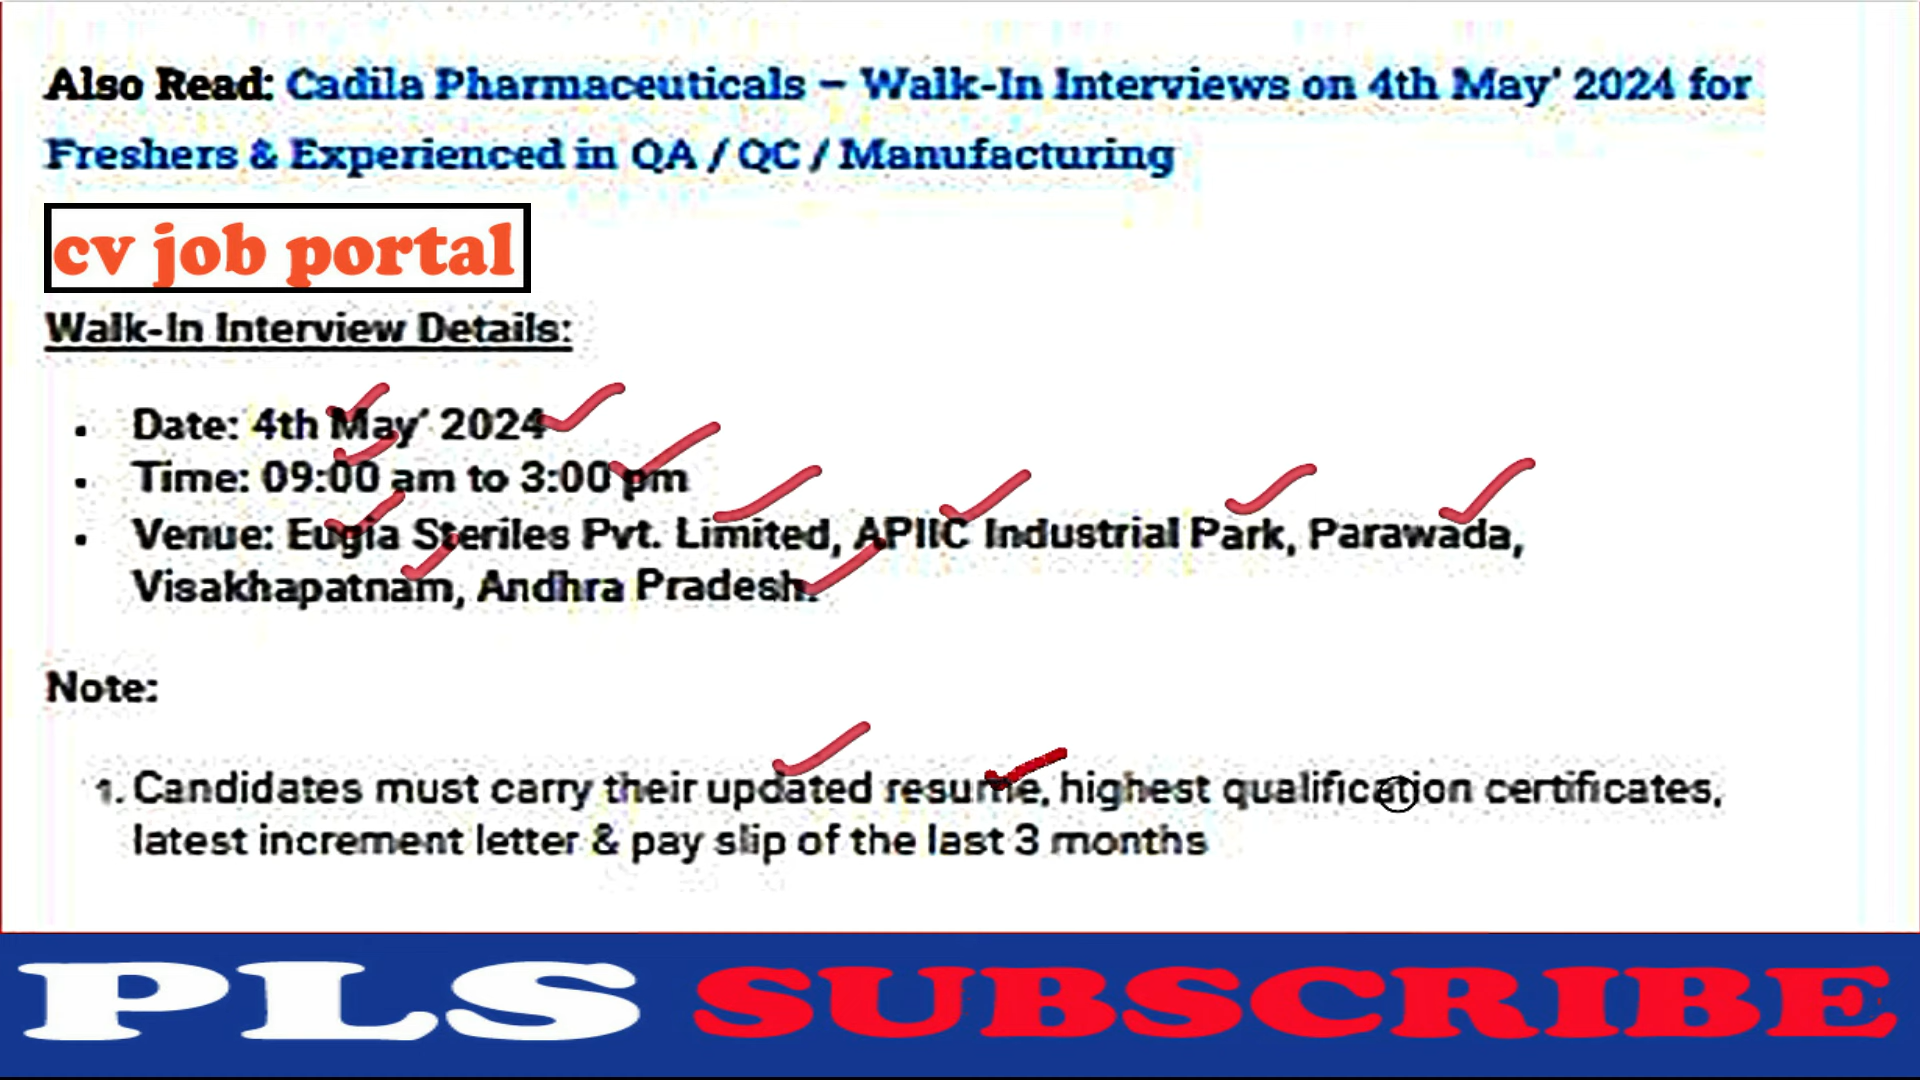 Also Read: Cadila Pharmaceuticals – Walk-In Interviews on 4th May' 2024 for
Freshers & Experienced in QA / QC / Manufacturing
cv job portal
Walk-In Interview Details:
• Date: 4th May' 2024
• Time: 09:00 am to 3:00 pm
• Venue: Eugia Steriles Pvt. Limited, APIIC Industrial Park, Parawada,
Visakhapatnam, Andhra Pradesh.
Note:
1. Candidates must carry their updated resume, highest qualification certificates,
latest increment letter & pay slip of the last 3 months
PLS SUBSCRIBE